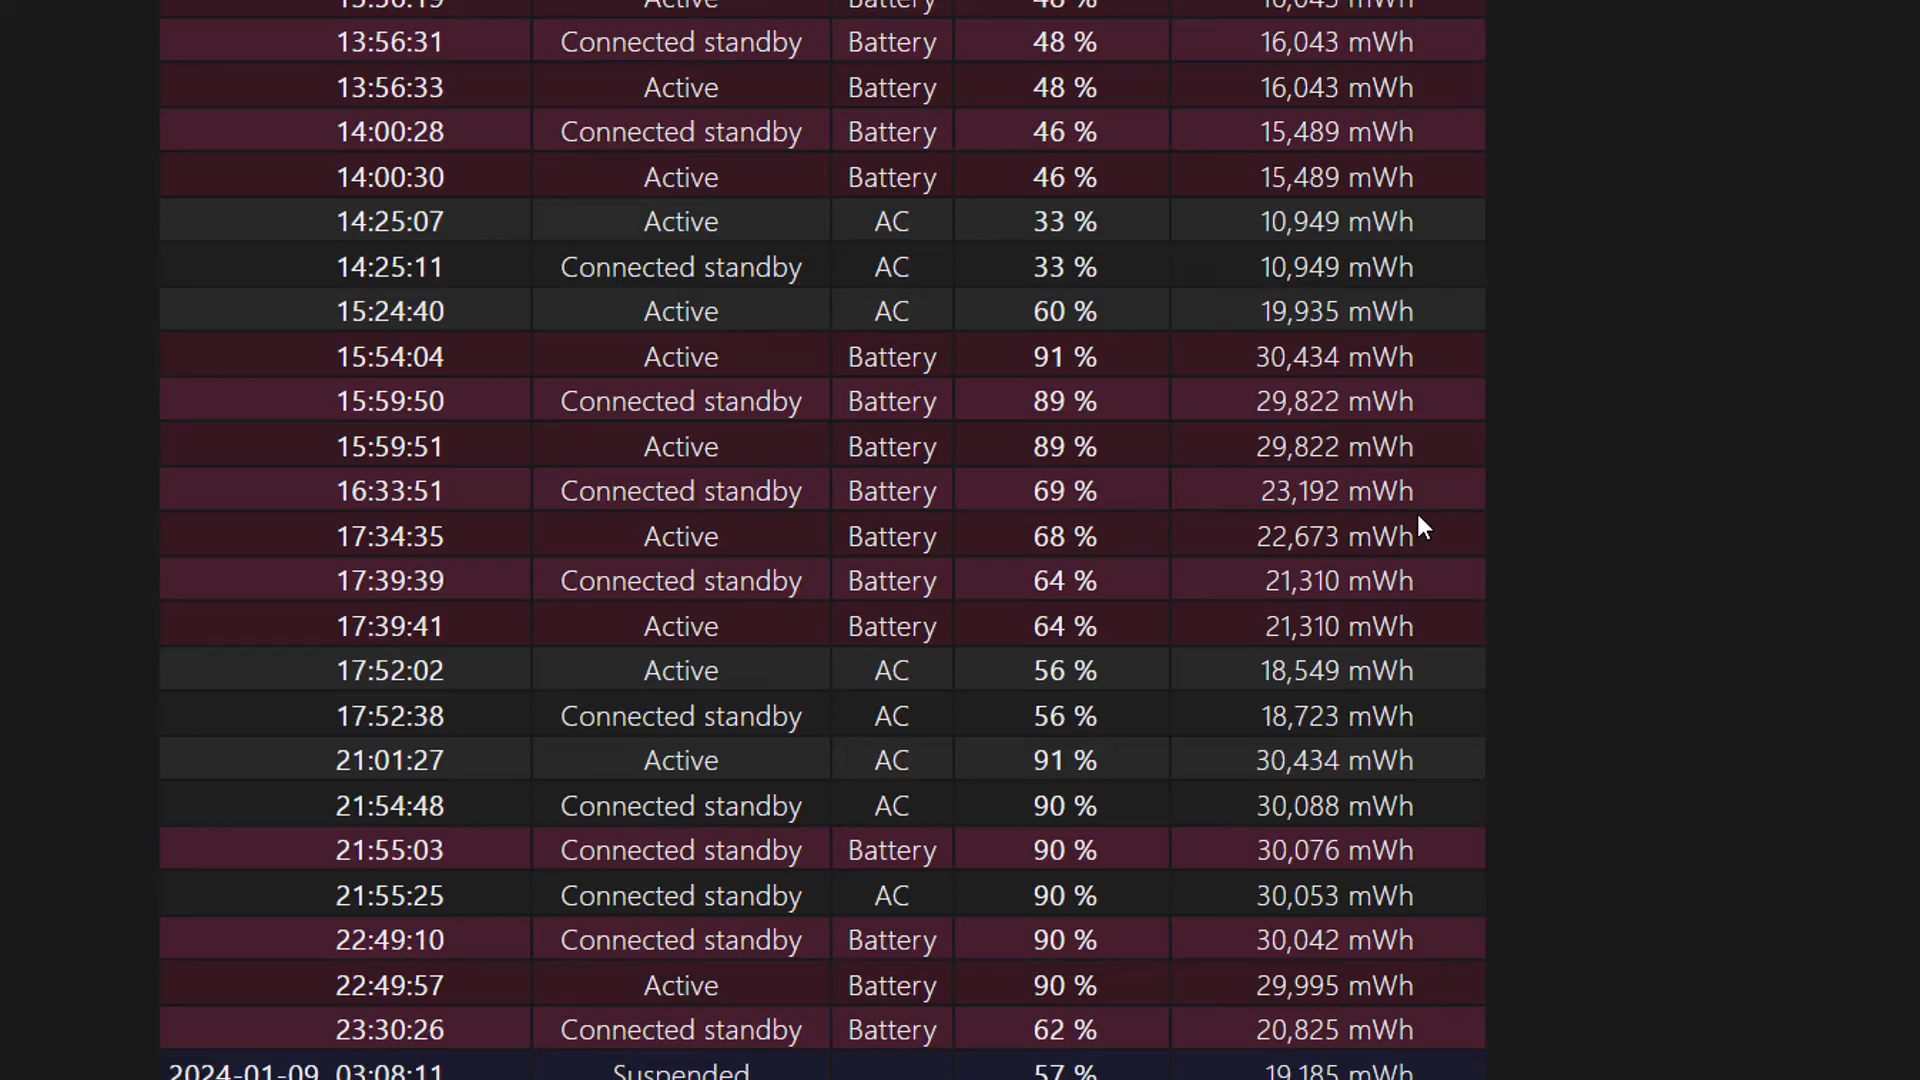 13:56:19 Active Battery 48 % 16,043 mWh
13:56:31 Connected standby Battery 48 % 16,043 mWh
13:56:33 Active Battery 48 % 16,043 mWh
14:00:28 Connected standby Battery 46 % 15,489 mWh
14:00:30 Active Battery 46 % 15,489 mWh
14:25:07 Active AC 33 % 10,949 mWh
14:25:11 Connected standby AC 33 % 10,949 mWh
15:24:40 Active AC 60 % 19,935 mWh
15:54:04 Active Battery 91 % 30,434 mWh
15:59:50 Connected standby Battery 89 % 29,822 mWh
15:59:51 Active Battery 89 % 29,822 mWh
16:33:51 Connected standby Battery 69 % 23,192 mWh
17:34:35 Active Battery 68 % 22,673 mWh
17:39:39 Connected standby Battery 64 % 21,310 mWh
17:39:41 Active Battery 64 % 21,310 mWh
17:52:02 Active AC 56 % 18,549 mWh
17:52:38 Connected standby AC 56 % 18,723 mWh
21:01:27 Active AC 91 % 30,434 mWh
21:54:48 Connected standby AC 90 % 30,088 mWh
21:55:03 Connected standby Battery 90 % 30,076 mWh
21:55:25 Connected standby AC 90 % 30,053 mWh
22:49:10 Connected standby Battery 90 % 30,042 mWh
22:49:57 Active Battery 90 % 29,995 mWh
23:30:26 Connected standby Battery 62 % 20,825 mWh
2024-01-09 03:08:11 Suspended 57 % 19,185 mWh